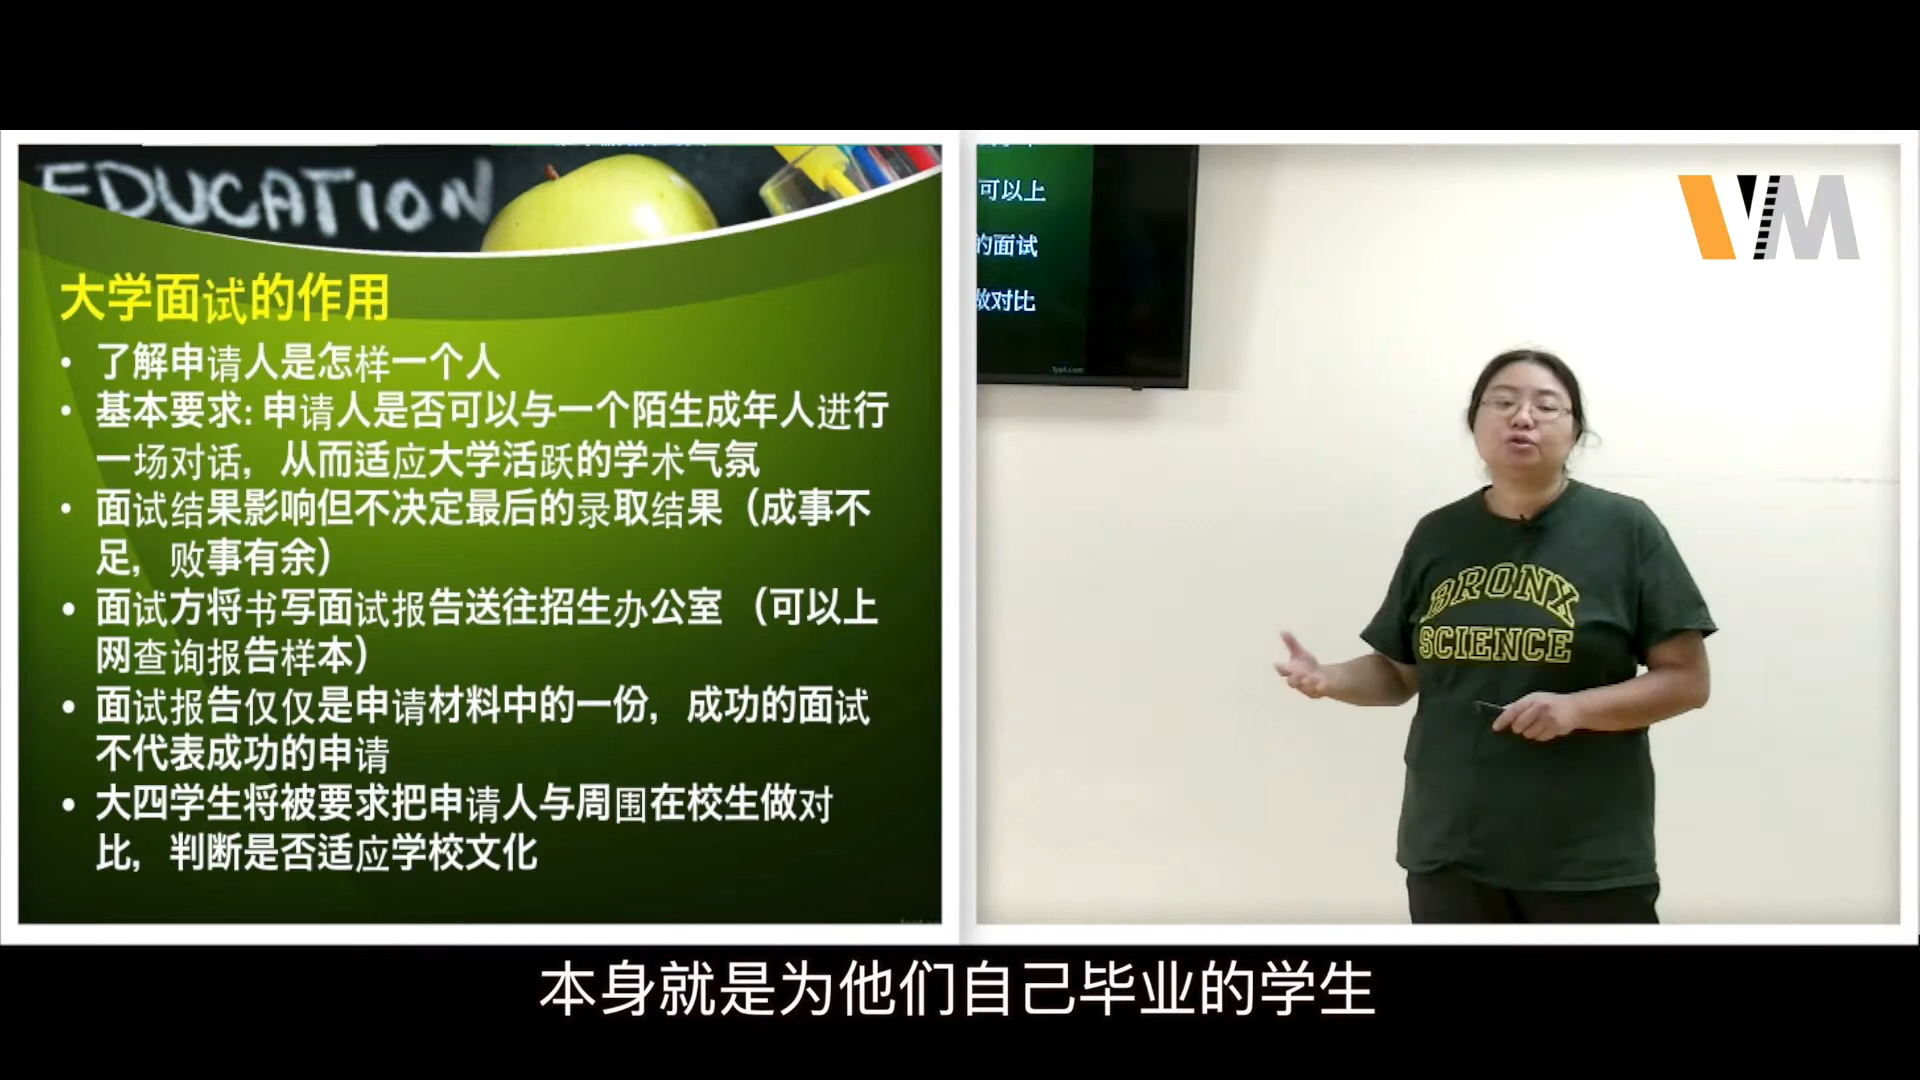 EDUCATION
大学面试的作用
• 了解申请人是怎样一个人
• 基本要求: 申请人是否可以与一个陌生成年人进行
一场对话，从而适应大学活跃的学术气氛
• 面试结果影响但不决定最后的录取结果（成事不
足，败事有余）
• 面试方将书写面试报告送往招生办公室 （可以上
网查询报告样本）
• 面试报告仅仅是申请材料中的一份，成功的面试
不代表成功的申请
• 大四学生将被要求把申请人与周围在校生做对
比，判断是否适应学校文化
可以上
的面试
做对比
fppt.com
VM
BRONX
SCIENCE
本身就是为他们自己毕业的学生